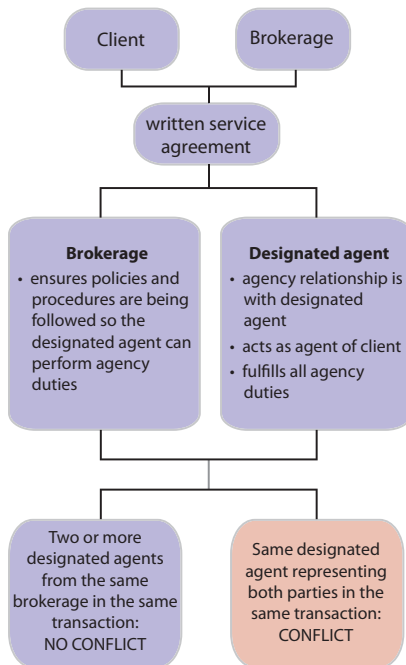 Client
Brokerage
written service
agreement
Brokerage
• ensures policies and
procedures are being
followed so the
designated agent can
perform agency
duties
Designated agent
• agency relationship is
with designated
agent
• acts as agent of client
• fulfills all agency
duties
Two or more
designated agents
from the same
brokerage in the same
transaction:
NO CONFLICT
Same designated
agent representing
both parties in the
same transaction:
CONFLICT